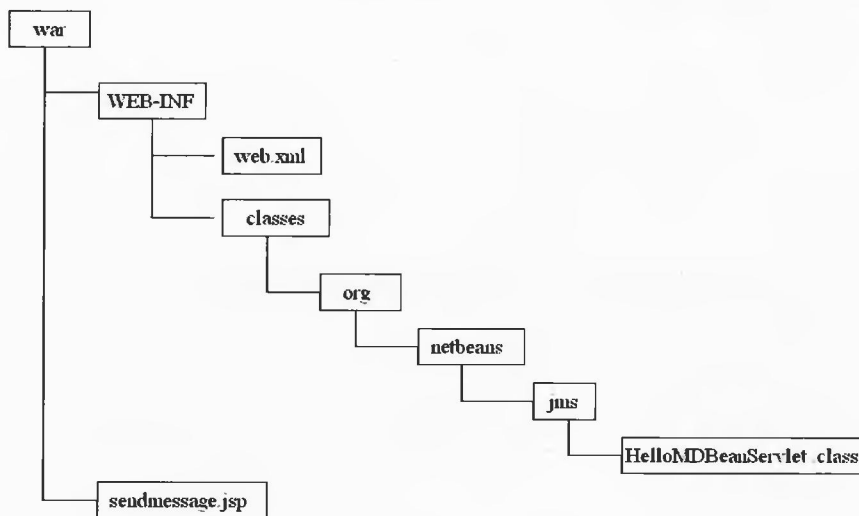 war
WEB-INF
web.xml
classes
org
netbeans
jms
HelloMDBeanServlet.class
sendmessage.jsp